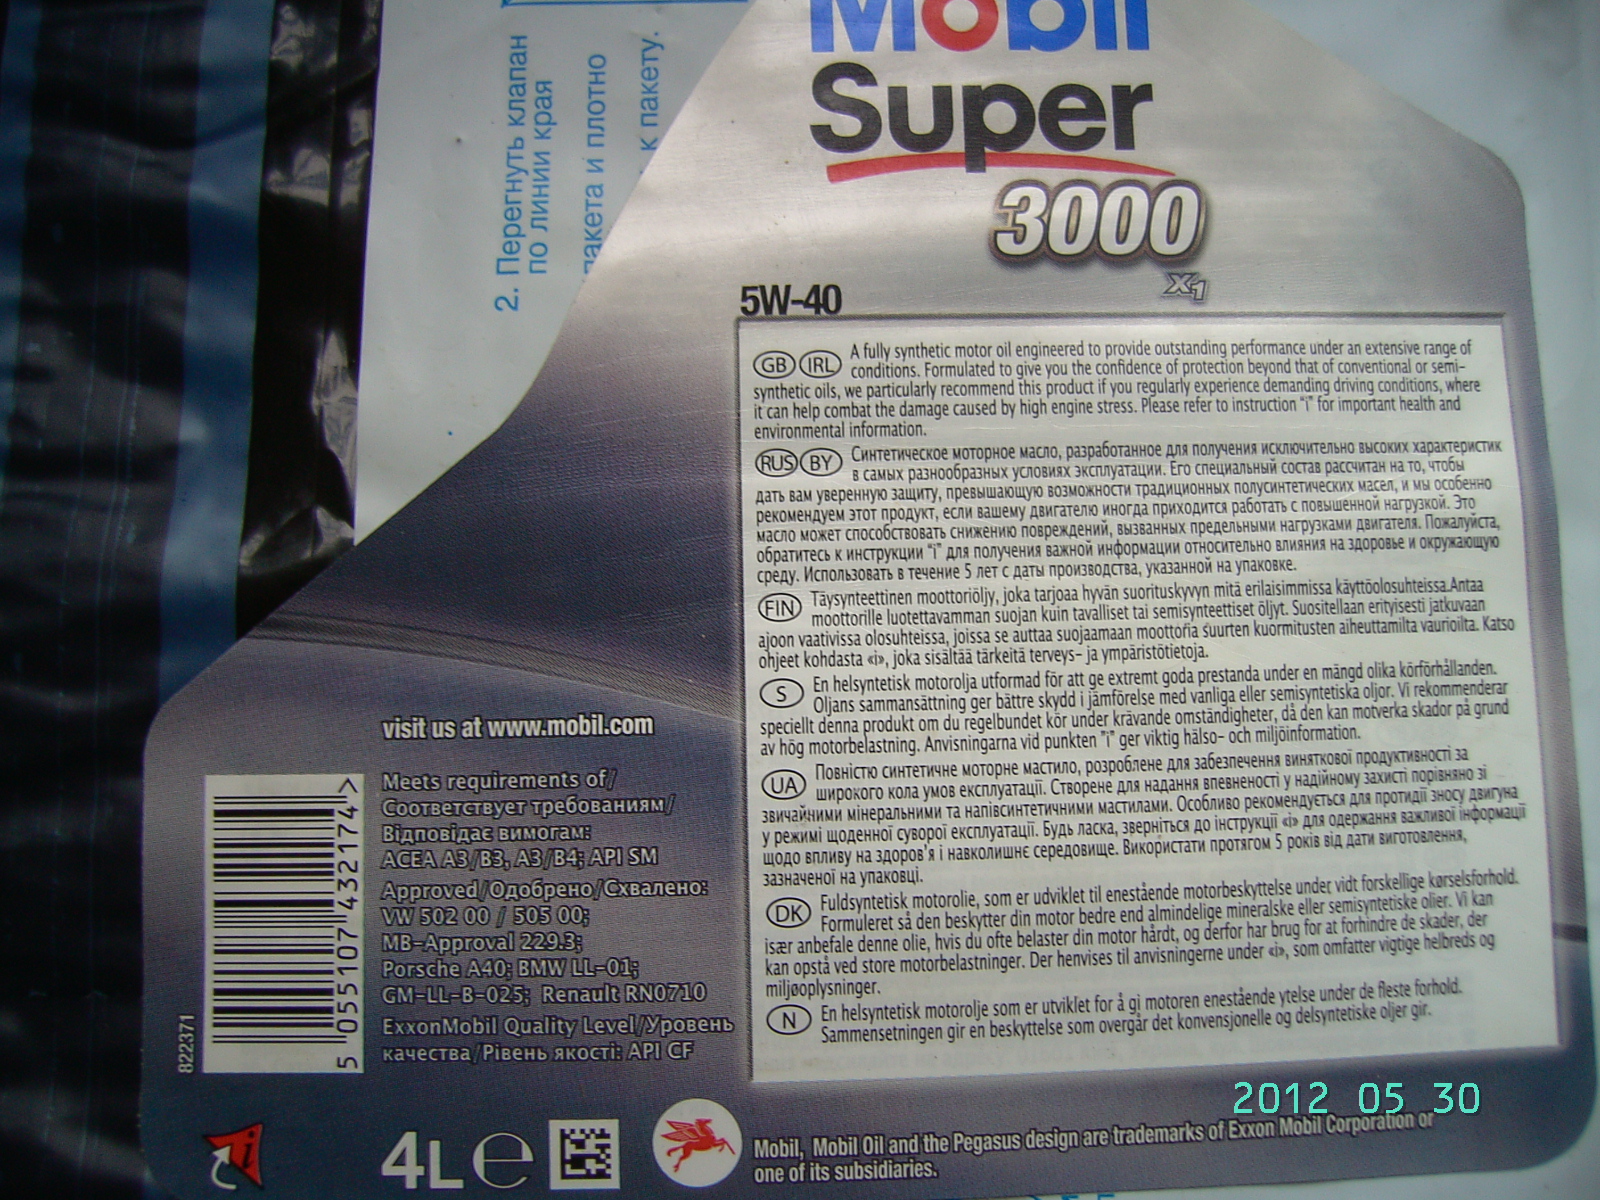 2. Перегнуть клапан
по линии края
пакета и плотно
к пакету.
Mobil
Super
3000
X1
5W-40
GB IRL A fully synthetic motor oil engineered to provide outstanding performance under an extensive range of
conditions. Formulated to give you the confidence of protection beyond that of conventional or semi-
synthetic oils, we particularly recommend this product if you regularly experience demanding driving conditions, where
it can help combat the damage caused by high engine stress. Please refer to instruction "i" for important health and
environmental information.
RUS BY Синтетическое моторное масло, разработанное для получения исключительно высоких характеристик
в самых разнообразных условиях эксплуатации. Его специальный состав рассчитан на то, чтобы
дать вам уверенную защиту, превышающую возможности традиционных полусинтетических масел, и мы особенно
рекомендуем этот продукт, если вашему двигателю иногда приходится работать с повышенной нагрузкой. Это
масло может способствовать снижению повреждений, вызванных предельными нагрузками двигателя. Пожалуйста,
обратитесь к инструкции "i" для получения важной информации относительно влияния на здоровье и окружающую
среду. Использовать в течение 5 лет с даты производства, указанной на упаковке.
FIN Täysynteettinen moottoriöljy, joka tarjoaa hyvän suorituskyvyn mitä erilaisimmissa käyttöolosuhteissa.Antaa
moottorille luotettavamman suojan kuin tavalliset tai semisynteettiset öljyt. Suositellaan erityisesti jatkuvaan
ajoon vaativissa olosuhteissa, joissa se auttaa suojaamaan moottoria suurten kuormitusten aiheuttamilta vaurioilta. Katso
ohjeet kohdasta «i», joka sisältää tärkeitä terveys- ja ympäristötietoja.
S En helsyntetisk motorolja utformad för att ge extremt goda prestanda under en mängd olika körförhållanden.
Oljans sammansättning ger bättre skydd i jämförelse med vanliga eller semisyntetiska oljor. Vi rekommenderar
speciellt denna produkt om du regelbundet kör under krävande omständigheter, då den kan motverka skador på grund
av hög motorbelastning. Anvisningarna vid punkten "i" ger viktig hälso- och miljöinformation.
UA Повністю синтетичне моторне мастило, розроблене для забезпечення виняткової продуктивності за
широкого кола умов експлуатації. Створене для надання впевненості у надійному захисті порівняно зі
звичайними мінеральними та напівсинтетичними мастилами. Особливо рекомендується для протидії зносу двигуна
у режимі щоденної суворої експлуатації. Будь ласка, зверніться до інструкції «i» для одержання важливої інформації
щодо впливу на здоров'я і навколишнє середовище. Використати протягом 5 років від дати виготовлення,
зазначеної на упаковці.
DK Fuldsyntetisk motorolie, som er udviklet til enestående motorbeskyttelse under vidt forskellige kørselsforhold.
Formuleret så den beskytter din motor bedre end almindelige mineralske eller semisyntetiske olier. Vi kan
især anbefale denne olie, hvis du ofte belaster din motor hårdt, og derfor har brug for at forhindre de skader, der
kan opstå ved store motorbelastninger. Der henvises til anvisningerne under «i», som omfatter vigtige helbreds og
miljøoplysninger.
N En helsyntetisk motorolje som er utviklet for å gi motoren enestående ytelse under de fleste forhold.
Sammensetningen gir en beskyttelse som overgår det konvensjonelle og delsyntetiske oljer gir.
visit us at www.mobil.com
Meets requirements of/
Соответствует требованиям/
Відповідає вимогам:
ACEA A3/B3, A3/B4; API SM
Approved/Одобрено/Схвалено:
VW 502 00 / 505 00;
MB-Approval 229.3;
Porsche A40; BMW LL-01;
GM-LL-B-025; Renault RN0710
ExxonMobil Quality Level/Уровень
качества/Рівень якості: API CF
5 055107 432174 >
822371
i
4L e
Mobil, Mobil Oil and the Pegasus design are trademarks of Exxon Mobil Corporation or
one of its subsidiaries.
2012 05 30